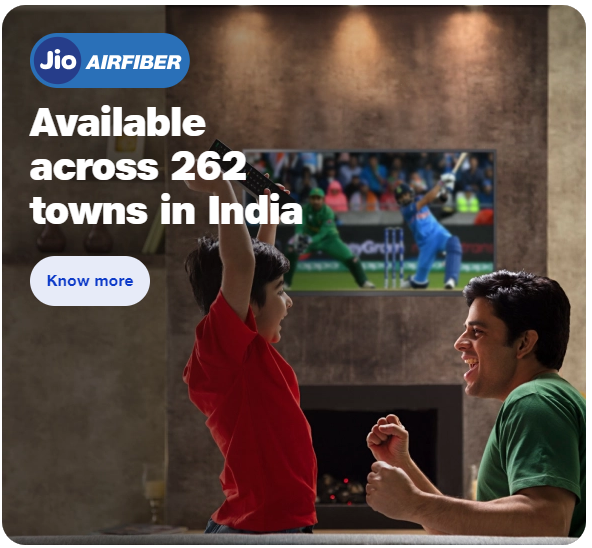 Jio AIRFIBER
Available
across 262
towns in India
Know more